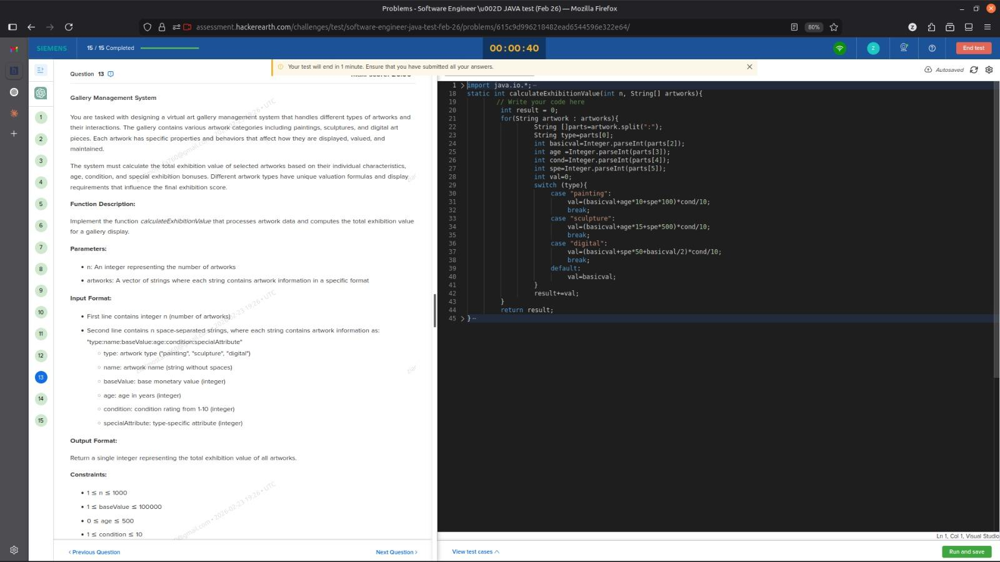 Problems - Software Engineer \u002D JAVA test (Feb 26) — Mozilla Firefox
assessment.hackerearth.com/challenges/test/software-engineer-java-test-feb-26/problems/615c9d996218482ead6544596e322e64/
80%
Z
SIEMENS
15 / 15 Completed
00:00:40
Z
End test
Your test will end in 1 minute. Ensure that you have submitted all your answers.
Question 13
Autosaved
Gallery Management System
You are tasked with designing a virtual art gallery management system that handles different types of artworks and
their interactions. The gallery contains various artwork categories including paintings, sculptures, and digital art
pieces. Each artwork has specific properties and behaviors that affect how they are displayed, valued, and
maintained.
The system must calculate the total exhibition value of selected artworks based on their individual characteristics,
age, condition, and special exhibition bonuses. Different artwork types have unique valuation formulas and display
requirements that influence the final exhibition score.
Function Description:
Implement the function calculateExhibitionValue that processes artwork data and computes the total exhibition value
for a gallery display.
Parameters:
• n: An integer representing the number of artworks
• artworks: A vector of strings where each string contains artwork information in a specific format
Input Format:
• First line contains integer n (number of artworks)
• Second line contains n space-separated strings, where each string contains artwork information as:
"type:name:baseValue:age:condition:specialAttribute"
○ type: artwork type ("painting", "sculpture", "digital")
○ name: artwork name (string without spaces)
○ baseValue: base monetary value (integer)
○ age: age in years (integer)
○ condition: condition rating from 1-10 (integer)
○ specialAttribute: type-specific attribute (integer)
Output Format:
Return a single integer representing the total exhibition value of all artworks.
Constraints:
• 1 ≤ n ≤ 1000
• 1 ≤ baseValue ≤ 100000
• 0 ≤ age ≤ 500
• 1 ≤ condition ≤ 10
1
2
3
4
5
6
7
8
9
10
11
12
13
14
15
‹ Previous Question
Next Question ›
1 import java.io.*;
18 static int calculateExhibitionValue(int n, String[] artworks){
19 // Write your code here
20 int result = 0;
21 for(String artwork : artworks){
22 String []parts=artwork.split(":");
23 String type=parts[0];
24 int basicval=Integer.parseInt(parts[2]);
25 int age =Integer.parseInt(parts[3]);
26 int cond=Integer.parseInt(parts[4]);
27 int spe=Integer.parseInt(parts[5]);
28 int val=0;
29 switch (type){
30 case "painting":
31 val=(basicval+age*10+spe*100)*cond/10;
32 break;
33 case "sculpture":
34 val=(basicval+age*15+spe*500)*cond/10;
35 break;
36 case "digital":
37 val=(basicval+spe*50+basicval/2)*cond/10;
38 break;
39 default:
40 val=basicval;
41 }
42 result+=val;
43 }
44 return result;
45 }
Ln 1, Col 1, Visual Studio
View test cases
Run and save